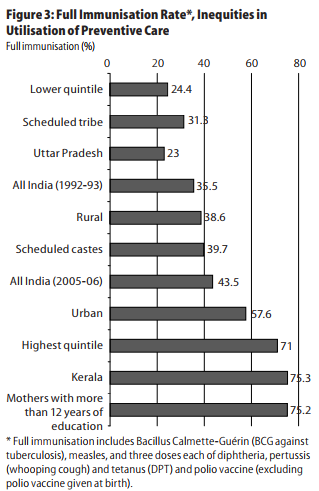 Figure 3: Full Immunisation Rate*, Inequities in
Utilisation of Preventive Care
Full immunisation (%)
0 20 40 60 80
Lower quintile 24.4
Scheduled tribe 31.3
Uttar Pradesh 23
All India (1992-93) 35.5
Rural 38.6
Scheduled castes 39.7
All India (2005-06) 43.5
Urban 57.6
Highest quintile 71
Kerala 75.3
Mothers with more
than 12 years of 75.2
education
* Full immunisation includes Bacillus Calmette-Guérin (BCG against
tuberculosis), measles, and three doses each of diphtheria, pertussis
(whooping cough) and tetanus (DPT) and polio vaccine (excluding
polio vaccine given at birth).